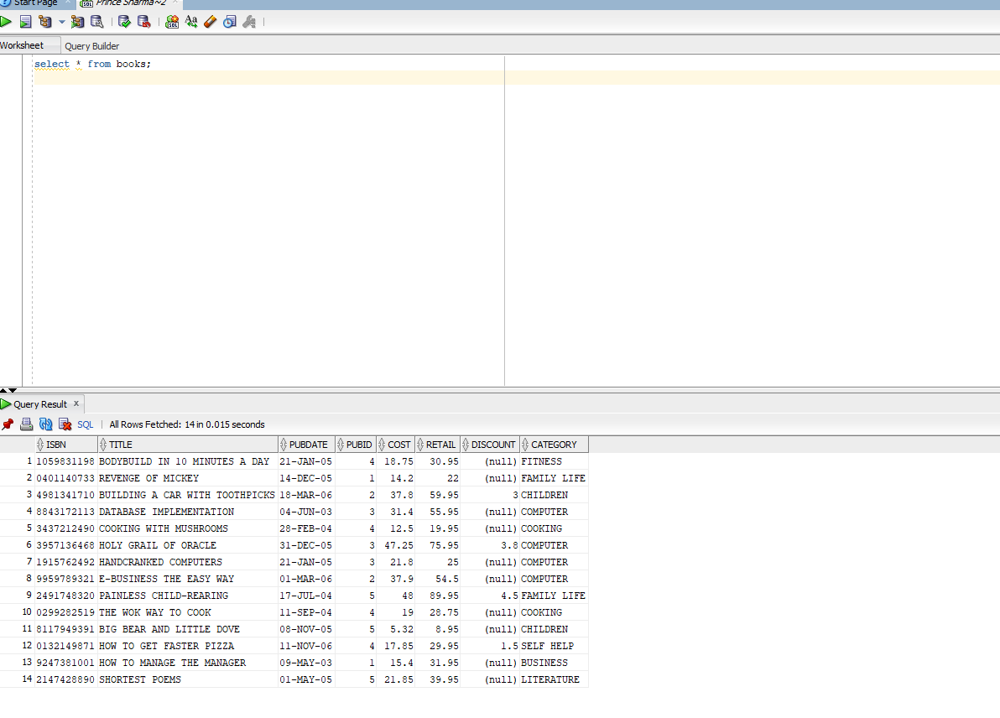 Start Page Prince Sharma~2
Worksheet Query Builder
select * from books;
Query Result x
SQL | All Rows Fetched: 14 in 0.015 seconds
ISBN TITLE PUBDATE PUBID COST RETAIL DISCOUNT CATEGORY
1 1059831198 BODYBUILD IN 10 MINUTES A DAY 21-JAN-05 4 18.75 30.95 (null) FITNESS
2 0401140733 REVENGE OF MICKEY 14-DEC-05 1 14.2 22 (null) FAMILY LIFE
3 4981341710 BUILDING A CAR WITH TOOTHPICKS 18-MAR-06 2 37.8 59.95 3 CHILDREN
4 8843172113 DATABASE IMPLEMENTATION 04-JUN-03 3 31.4 55.95 (null) COMPUTER
5 3437212490 COOKING WITH MUSHROOMS 28-FEB-04 4 12.5 19.95 (null) COOKING
6 3957136468 HOLY GRAIL OF ORACLE 31-DEC-05 3 47.25 75.95 3.8 COMPUTER
7 1915762492 HANDCRANKED COMPUTERS 21-JAN-05 3 21.8 25 (null) COMPUTER
8 9959789321 E-BUSINESS THE EASY WAY 01-MAR-06 2 37.9 54.5 (null) COMPUTER
9 2491748320 PAINLESS CHILD-REARING 17-JUL-04 5 48 89.95 4.5 FAMILY LIFE
10 0299282519 THE WOK WAY TO COOK 11-SEP-04 4 19 28.75 (null) COOKING
11 8117949391 BIG BEAR AND LITTLE DOVE 08-NOV-05 5 5.32 8.95 (null) CHILDREN
12 0132149871 HOW TO GET FASTER PIZZA 11-NOV-06 4 17.85 29.95 1.5 SELF HELP
13 9247381001 HOW TO MANAGE THE MANAGER 09-MAY-03 1 15.4 31.95 (null) BUSINESS
14 2147428890 SHORTEST POEMS 01-MAY-05 5 21.85 39.95 (null) LITERATURE